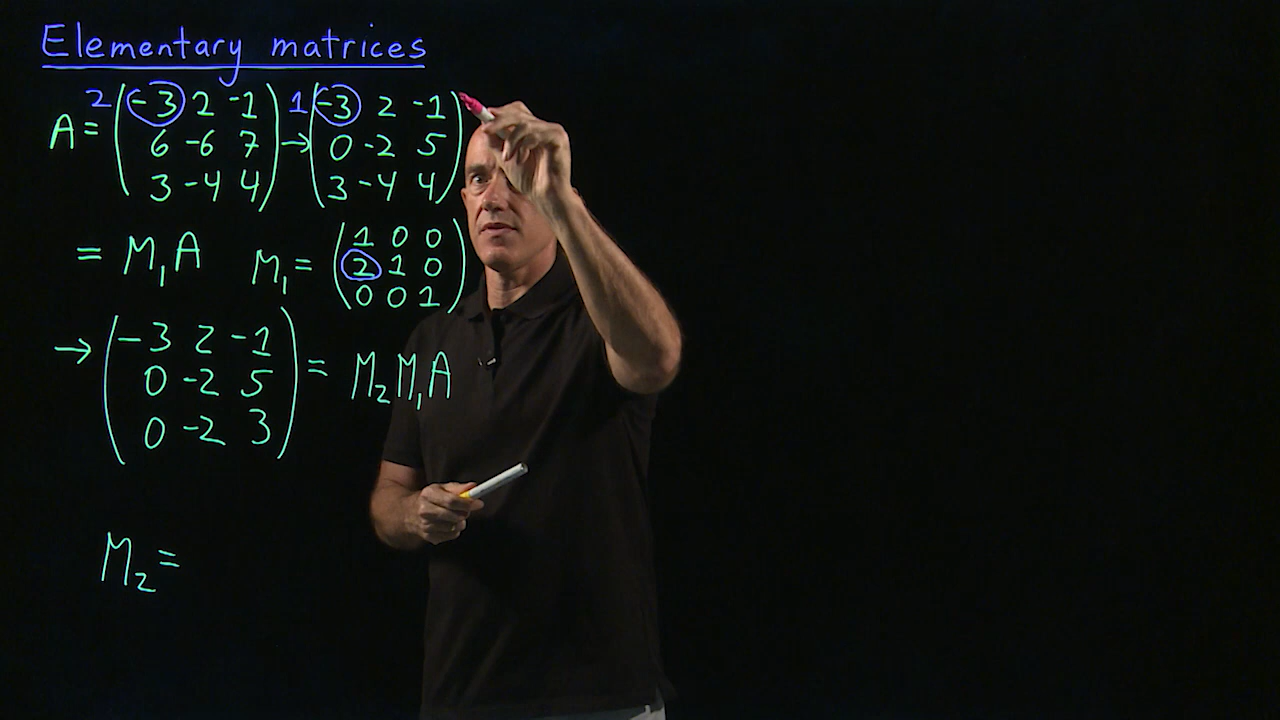 Elementary matrices
A = 2 (-3 2 -1) 1 (-3 2 -1)
6 -6 7 → 0 -2 5
3 -4 4 3 -4 4
= M₁A M₁ = (1 0 0)
2 1 0
0 0 1
→ (-3 2 -1)
0 -2 5 = M₂M₁A
0 -2 3
M₂ =